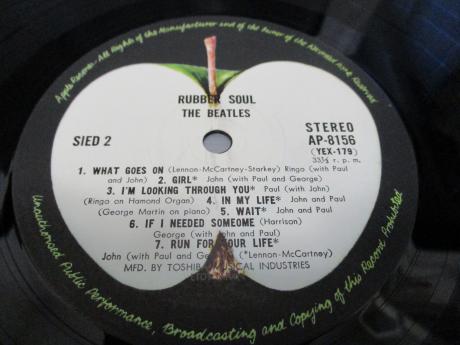 Apple Records · All Rights of the Manufacturer and of the Owner of the Recorded Work Reserved
RUBBER SOUL
THE BEATLES
SIED 2
STEREO
AP-8156
(YEX-179)
33⅓ r. p. m.
1. WHAT GOES ON (Lennon-McCartney-Starkey) Ringo (with Paul
and John) 2. GIRL* John (with Paul and George)
3. I'M LOOKING THROUGH YOU* Paul (with John)
(Ringo on Hamond Organ) 4. IN MY LIFE* John and Paul
(George Martin on piano) 5. WAIT* John and Paul
6. IF I NEEDED SOMEONE (Harrison)
George (with John and Paul)
7. RUN FOR YOUR LIFE*
John (with Paul and George) (*Lennon-McCartney)
MFD. BY TOSHIBA MUSICAL INDUSTRIES
Unauthorised Public Performance, Broadcasting and Copying of this Record Prohibited